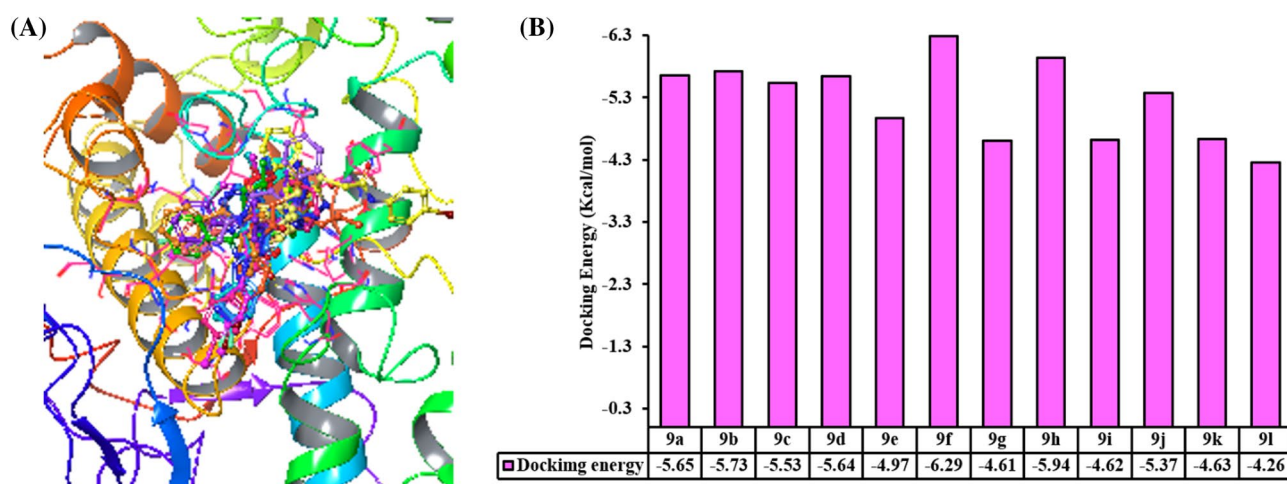 (A)
(B)
Docking Energy (Kcal/mol)
-6.3
-5.3
-4.3
-3.3
-2.3
-1.3
-0.3
9a 9b 9c 9d 9e 9f 9g 9h 9i 9j 9k 9l
Dockimg energy -5.65 -5.73 -5.53 -5.64 -4.97 -6.29 -4.61 -5.94 -4.62 -5.37 -4.63 -4.26